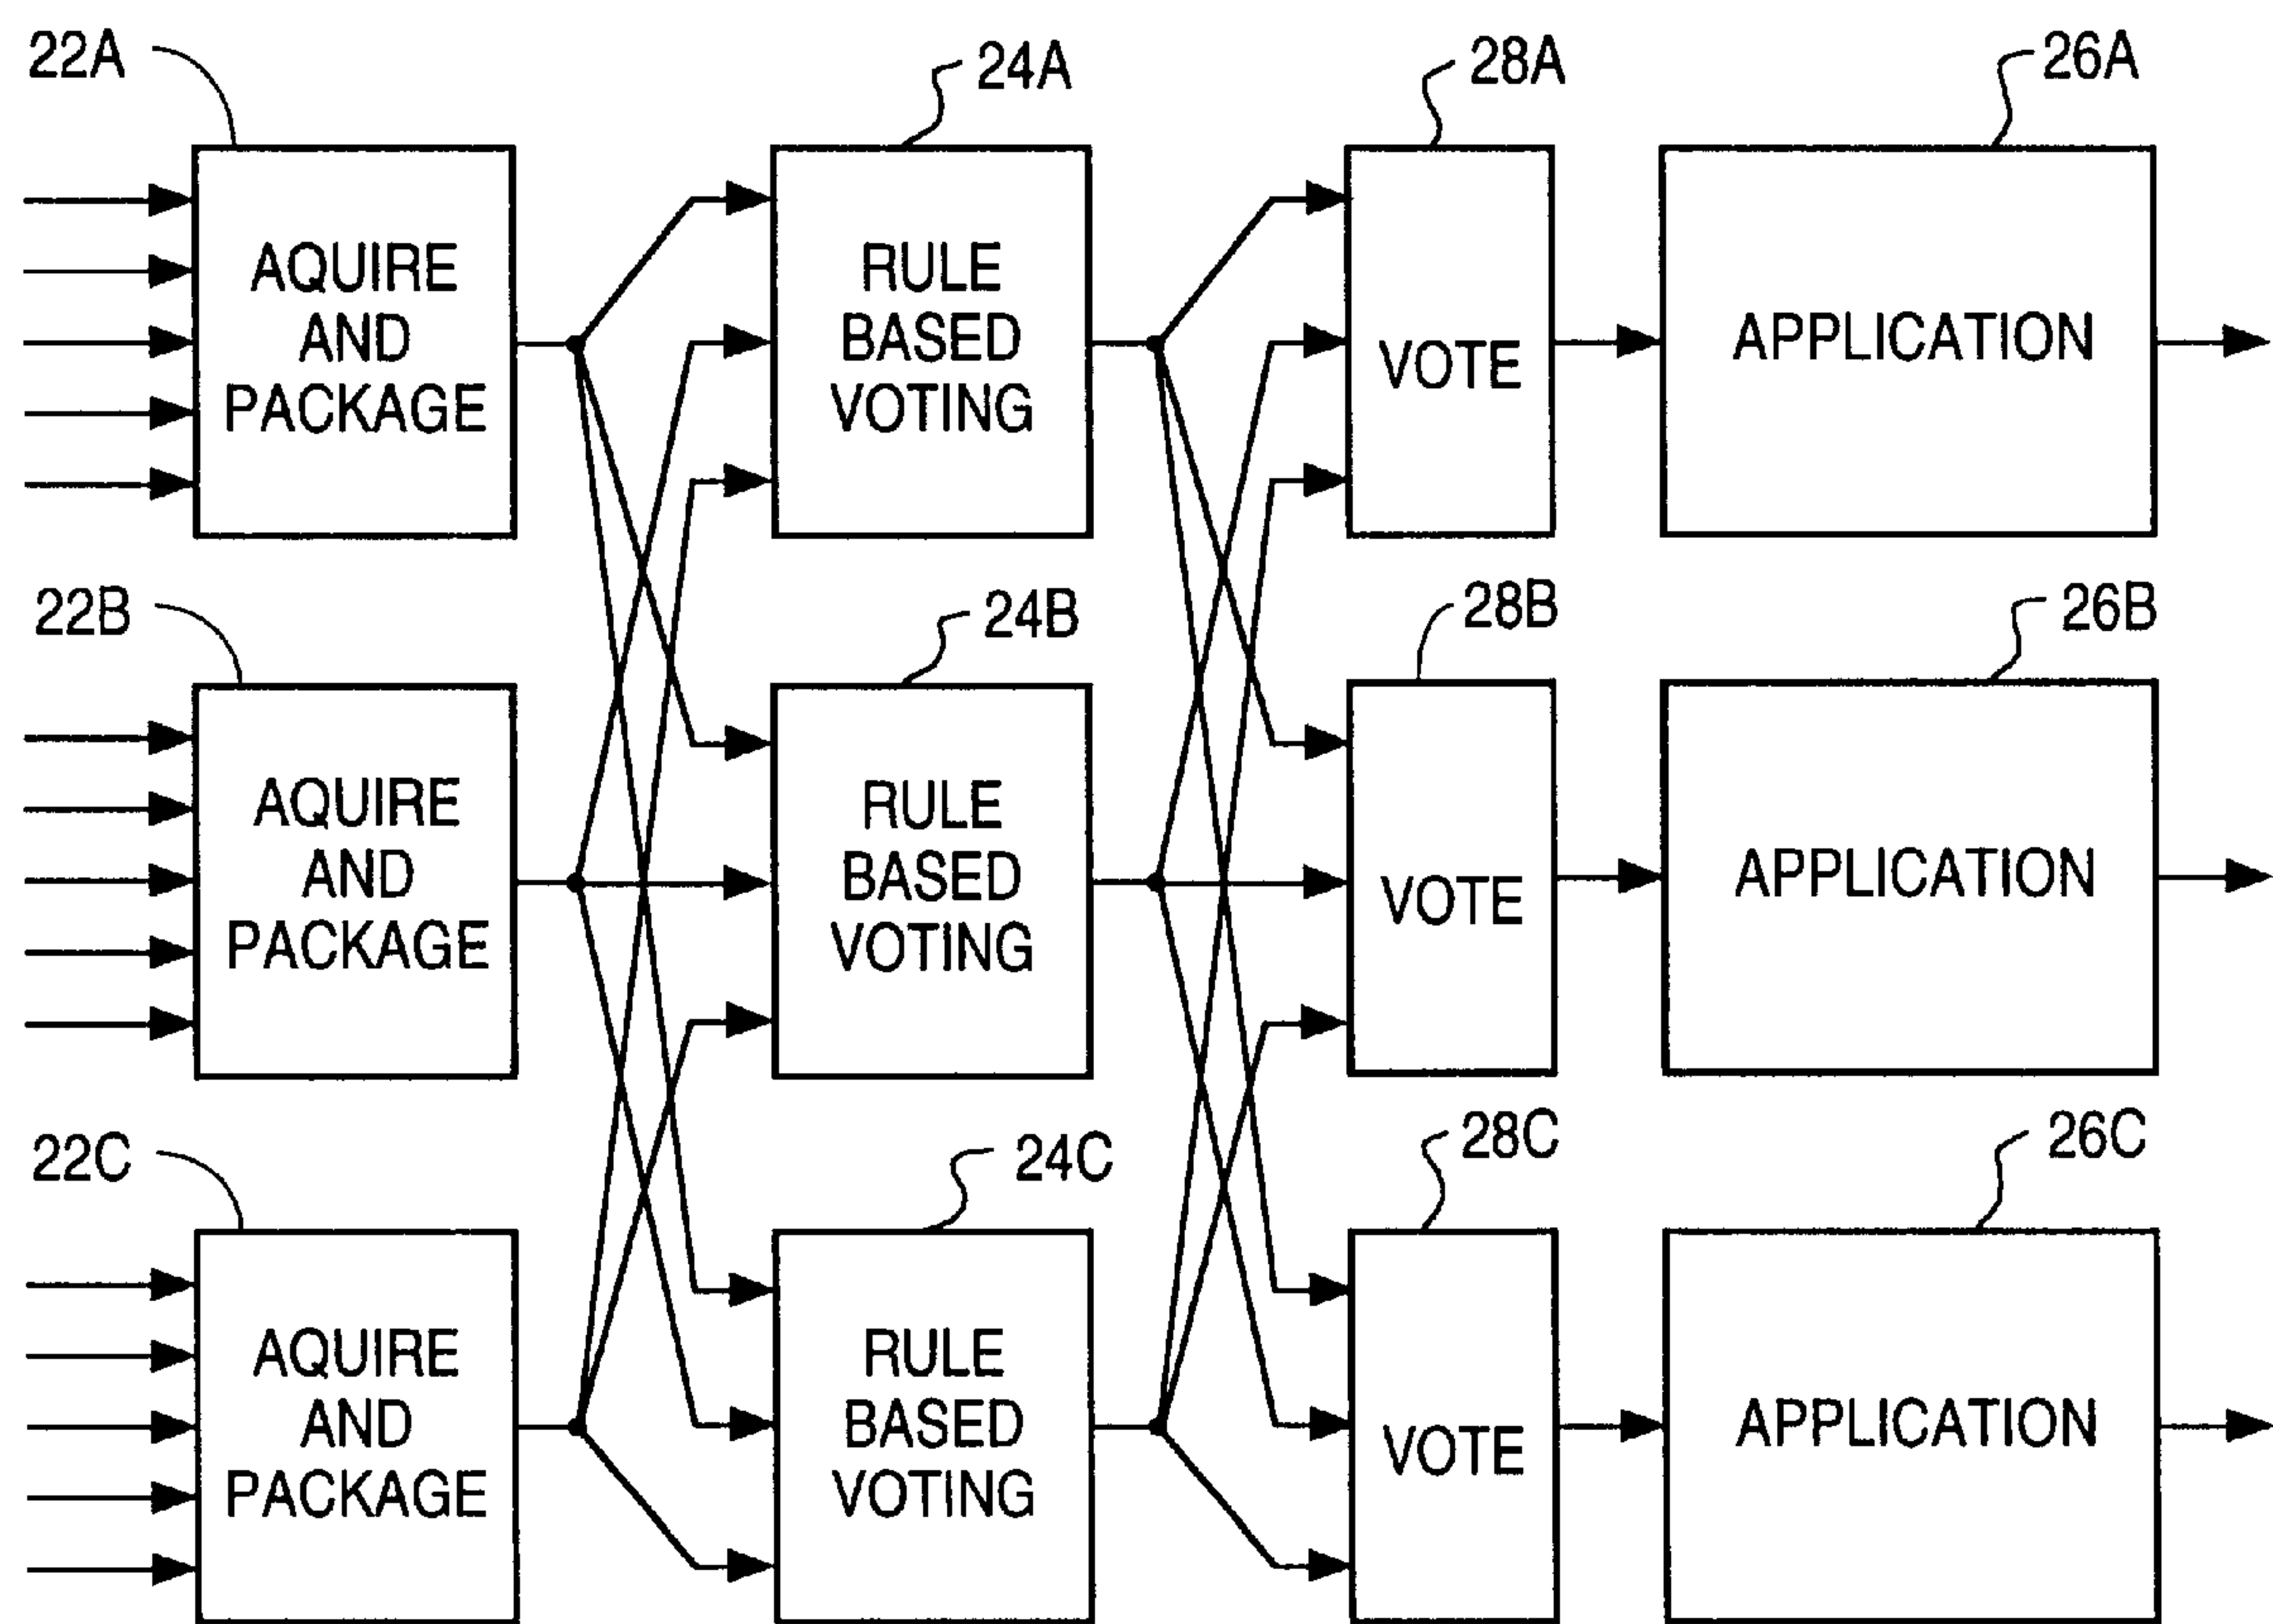 22A
24A
28A
26A
AQUIRE
AND
PACKAGE
RULE
BASED
VOTING
VOTE
APPLICATION
22B
24B
28B
26B
AQUIRE
AND
PACKAGE
RULE
BASED
VOTING
VOTE
APPLICATION
22C
24C
28C
26C
AQUIRE
AND
PACKAGE
RULE
BASED
VOTING
VOTE
APPLICATION